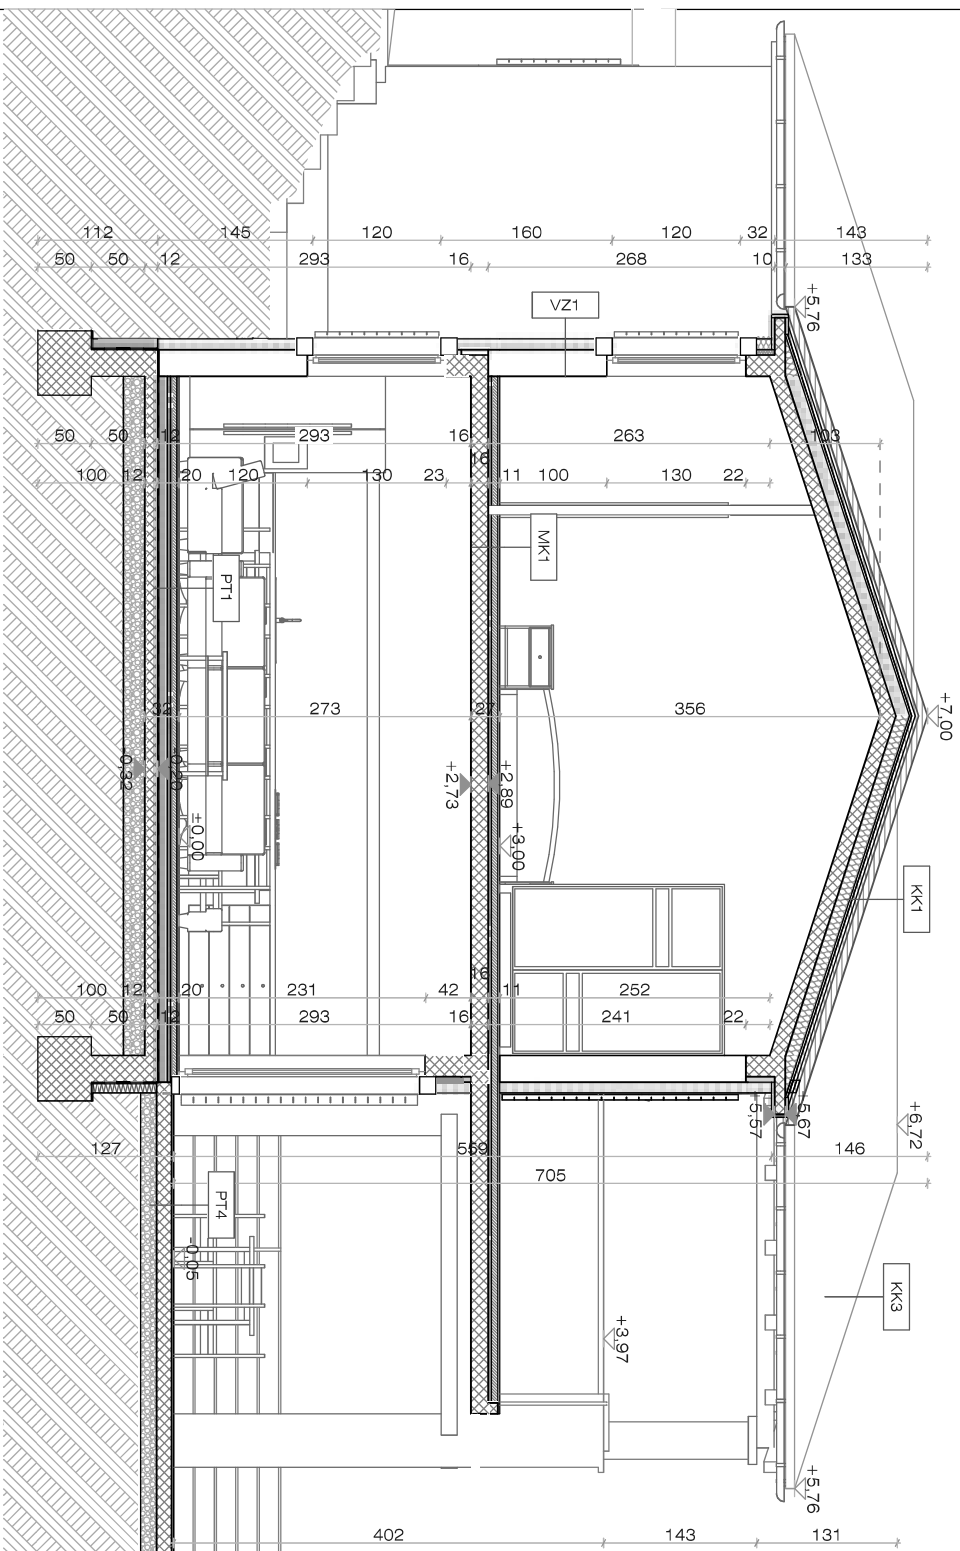 112 145 120 160 120 32 143
50 50 12 293 16 268 10 133
+5,76
VZ1
50 50 12 293 16 263 103
16
100 12 20 120 130 23 11 100 130 22
MK1
PT1
32 273 27 356
+7,00
-0,32
-0,20
+2,73
+2,89
±0,00
+3,00
KK1
16
100 12 20 231 42 11 252
50 50 12 293 16 241 22
+5,57
+5,67
+6,72
127 559 146
705
PT4
-0,05
KK3
+3,97
+5,76
402 143 131